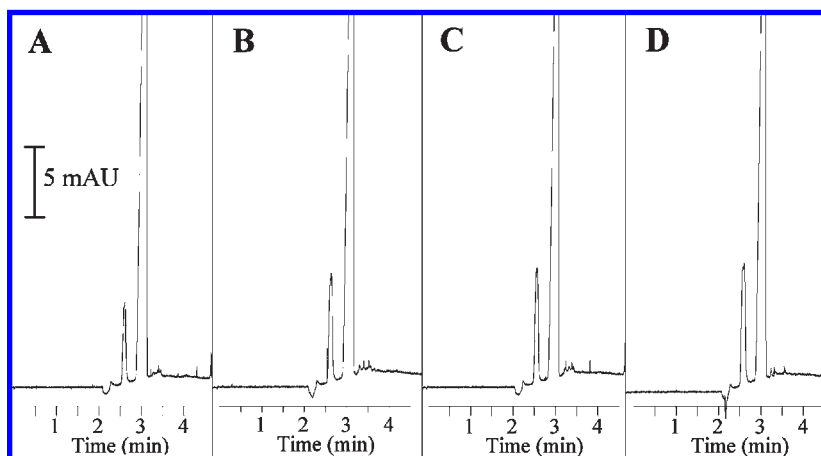 A B C D
5 mAU
1 2 3 4 1 2 3 4 1 2 3 4 1 2 3 4
Time (min) Time (min) Time (min) Time (min)